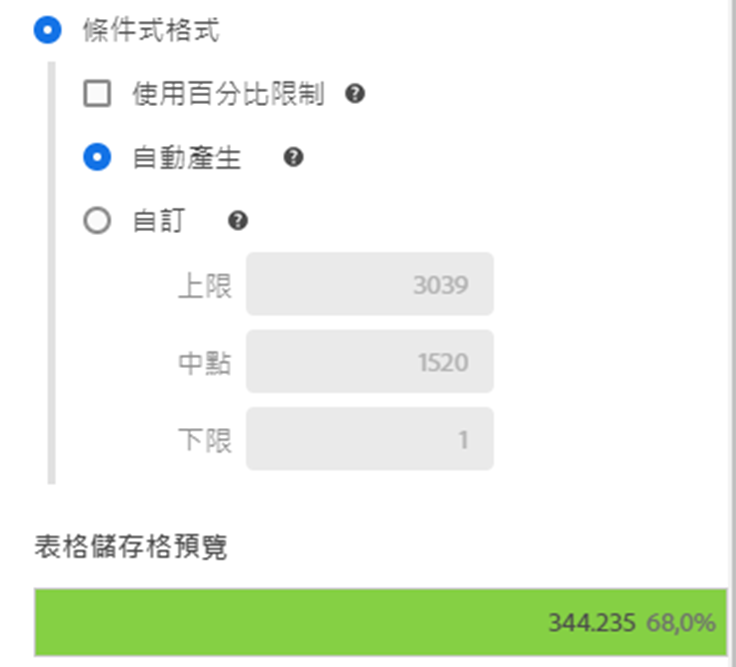 條件式格式
使用百分比限制
自動產生
自訂
上限 3039
中點 1520
下限 1
表格儲存格預覽
344.235 68,0%